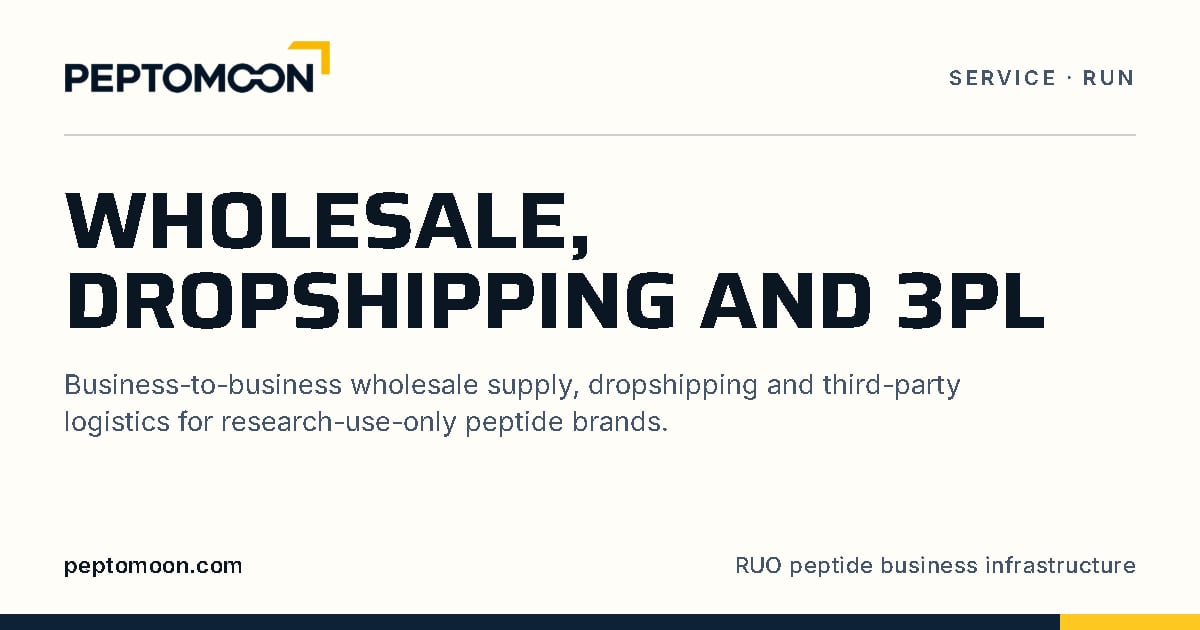 PEPTOMOON
SERVICE · RUN
WHOLESALE,
DROPSHIPPING AND 3PL
Business-to-business wholesale supply, dropshipping and third-party
logistics for research-use-only peptide brands.
peptomoon.com
RUO peptide business infrastructure